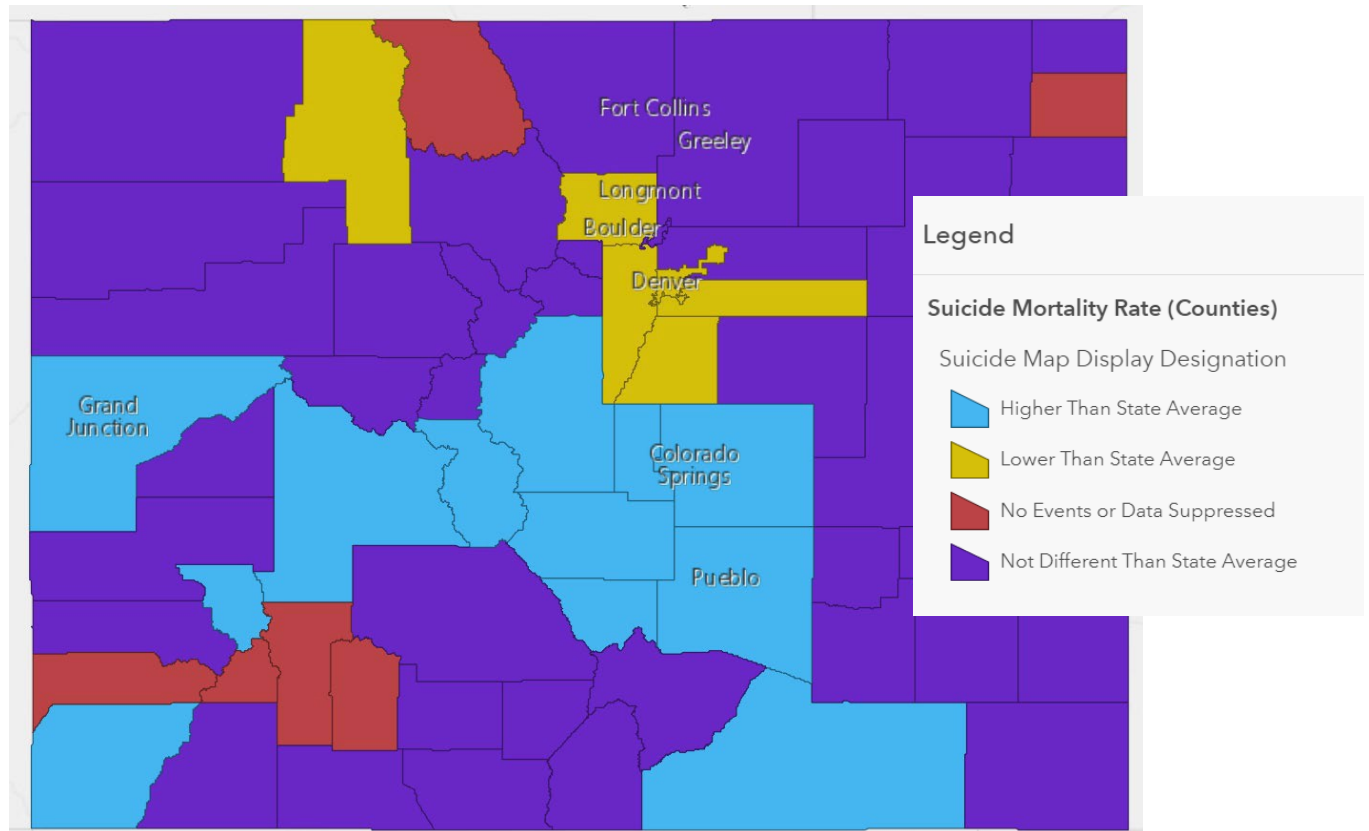 Fort Collins
Greeley
Longmont
Boulder
Denver
Grand
Junction
Colorado
Springs
Pueblo
Legend
Suicide Mortality Rate (Counties)
Suicide Map Display Designation
Higher Than State Average
Lower Than State Average
No Events or Data Suppressed
Not Different Than State Average